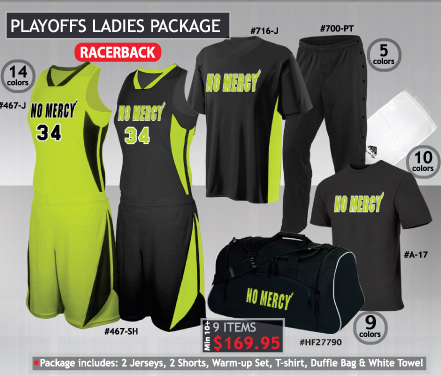 PLAYOFFS LADIES PACKAGE
RACERBACK
#716-J
#700-PT
5
colors
14
colors
#467-J
NO MERCY
34
NO MERCY
34
NO MERCY
10
colors
NO MERCY
#A-17
NO MERCY
9
colors
#467-SH
Min 10+
9 ITEMS
$169.95
#HF27790
*Package includes: 2 Jerseys, 2 Shorts, Warm-up Set, T-shirt, Duffle Bag & White Towel